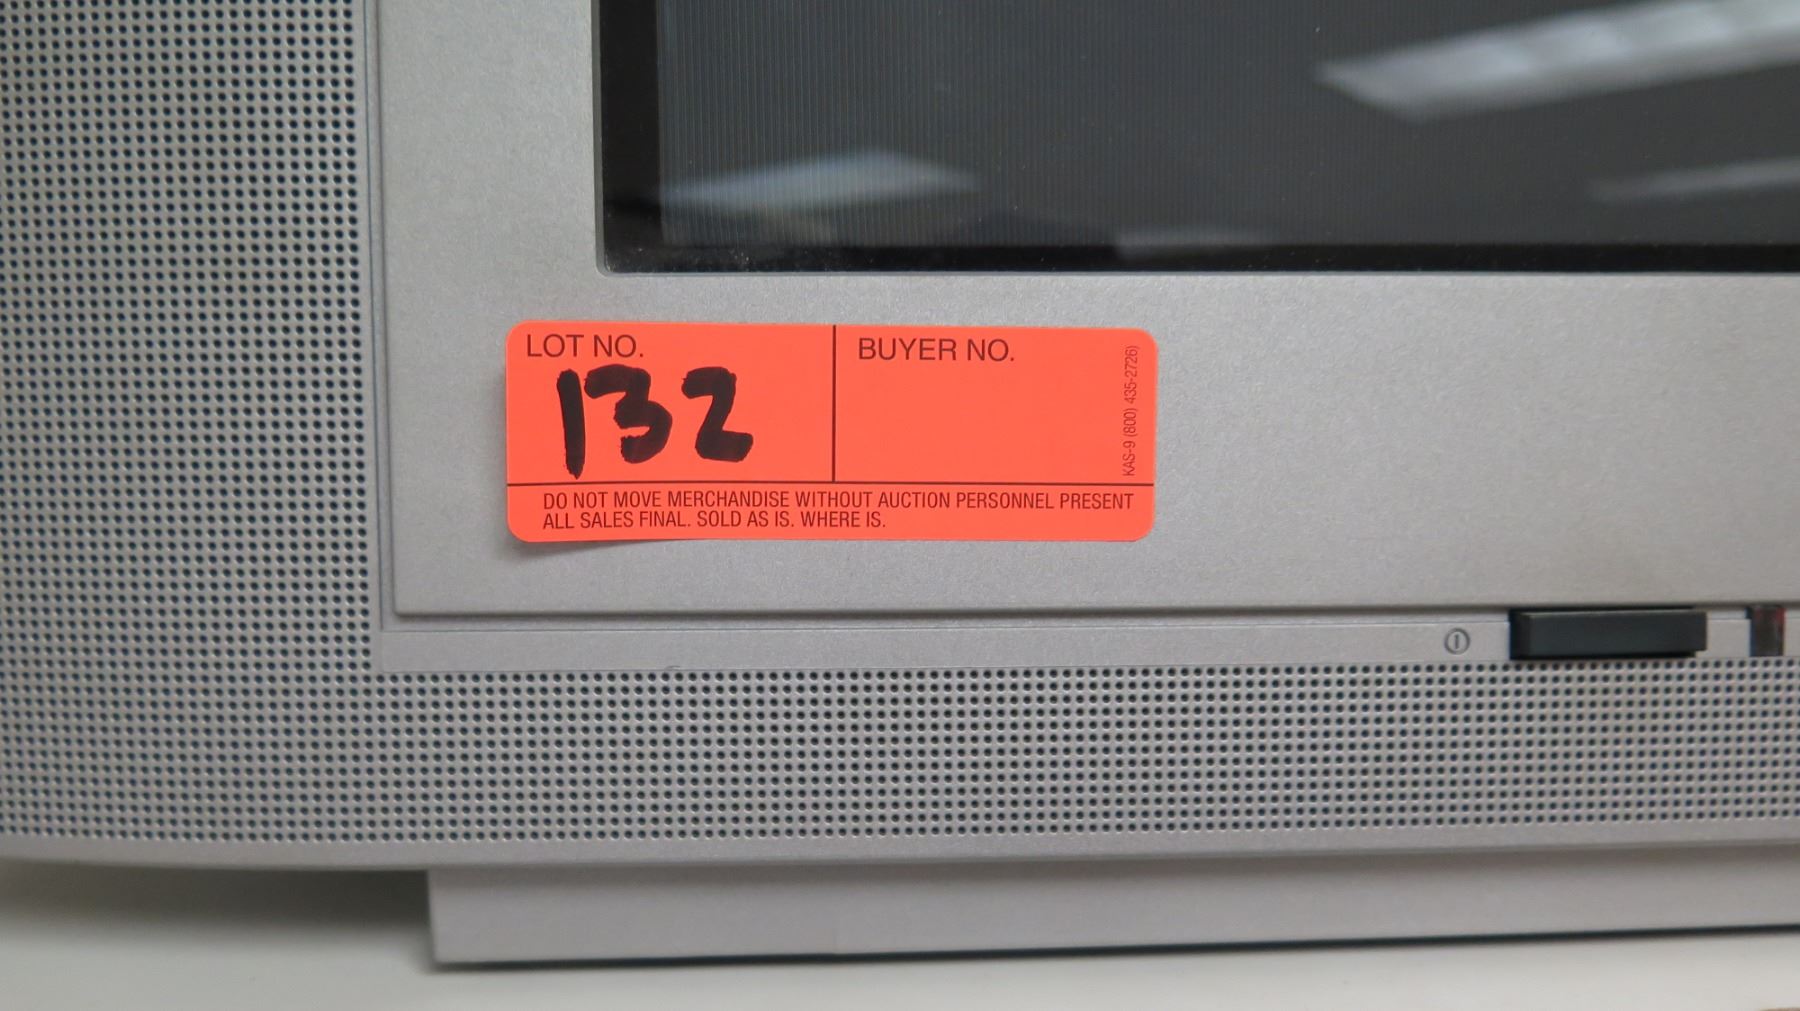 LOT NO.
132
BUYER NO.
KAS-9 (800) 435-2726)
DO NOT MOVE MERCHANDISE WITHOUT AUCTION PERSONNEL PRESENT
ALL SALES FINAL. SOLD AS IS. WHERE IS.